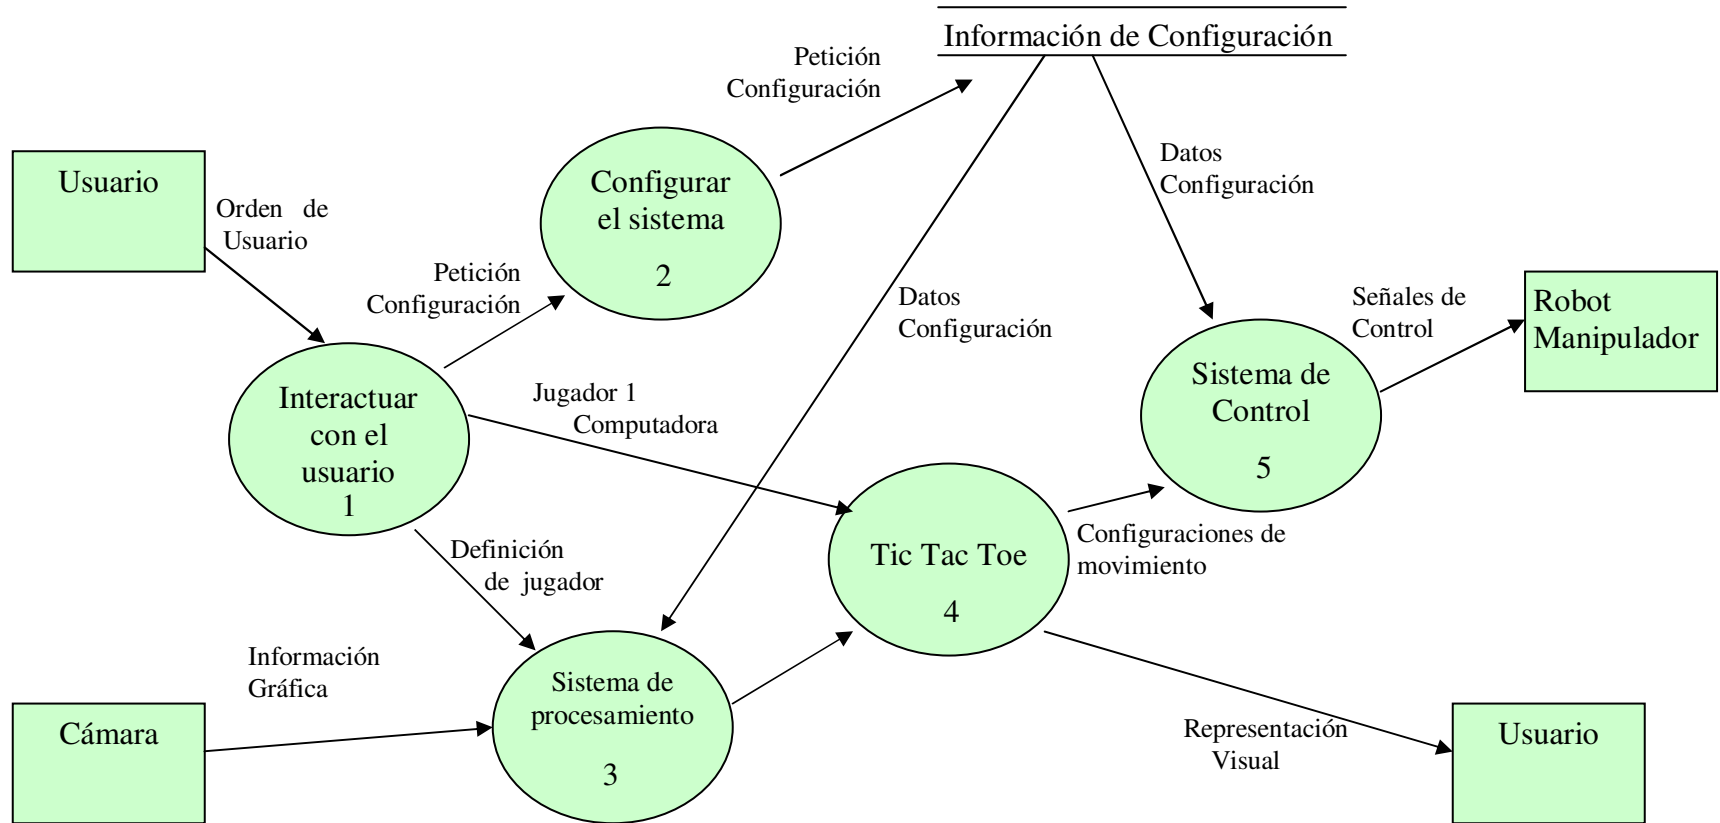 Información de Configuración
Petición
Configuración
Usuario
Orden de
Usuario
Configurar
el sistema
2
Datos
Configuración
Petición
Configuración
Datos
Configuración
Señales de
Control
Robot
Manipulador
Interactuar
con el
usuario
1
Jugador 1
Computadora
Sistema de
Control
5
Definición
de jugador
Tic Tac Toe
4
Configuraciones de
movimiento
Información
Gráfica
Cámara
Sistema de
procesamiento
3
Representación
Visual
Usuario